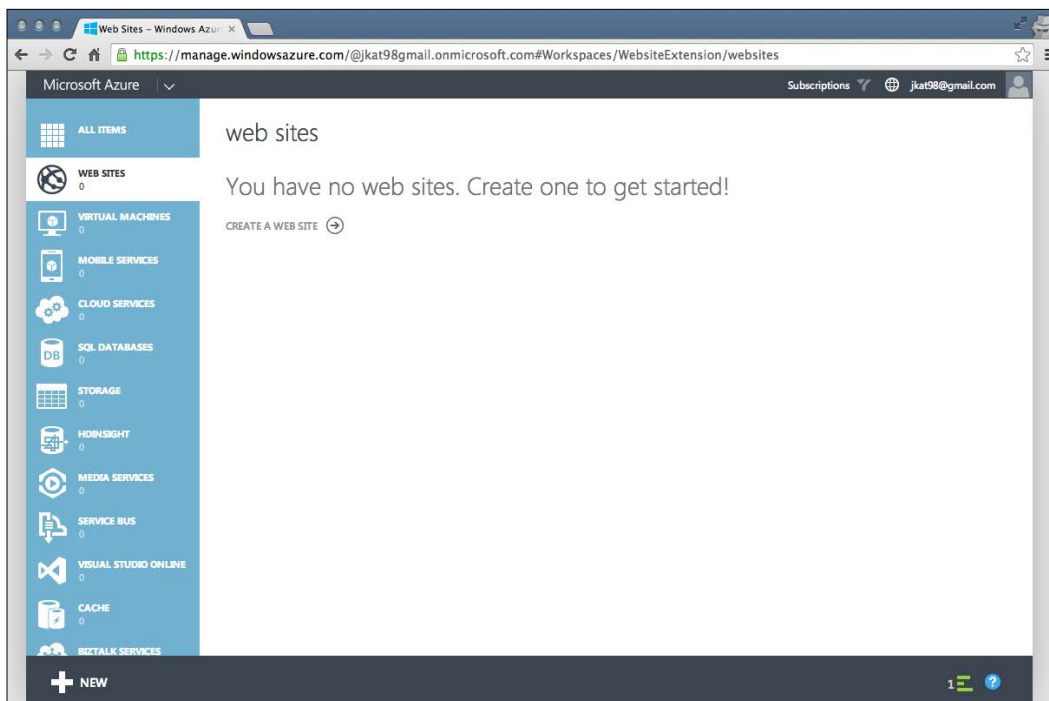 Web Sites - Windows Azur
https://manage.windowsazure.com/@jkat98gmail.onmicrosoft.com#Workspaces/WebsiteExtension/websites
Microsoft Azure
Subscriptions
jkat98@gmail.com
ALL ITEMS
web sites
WEB SITES
0
You have no web sites. Create one to get started!
VIRTUAL MACHINES
0
CREATE A WEB SITE
MOBILE SERVICES
0
CLOUD SERVICES
0
SQL DATABASES
DB
0
STORAGE
0
HDINSIGHT
0
MEDIA SERVICES
0
SERVICE BUS
0
VISUAL STUDIO ONLINE
0
CACHE
0
BIZTALK SERVICES
NEW
1
?